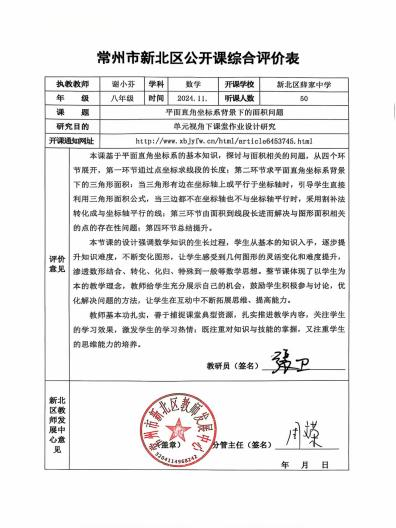 常州市新北区公开课综合评价表
执教教师 谢小芬 学科 数学 开课学校 新北区薛家中学
年 级 八年级 时间 2024.11. 听课人数 50
课 题 平面直角坐标系背景下的面积问题
研究目的 单元视角下课堂作业设计研究
开课通知网址 http://www.xbjyfw.cn/html/article6453745.html
评价意见
本课基于平面直角坐标系的基本知识，探讨与面积相关的问题，从四个环
节展开，第一环节通过点坐标求线段的长度；第二环节求平面直角坐标系背景
下的三角形面积：当三角形有边在坐标轴上或平行于坐标轴时，引导学生直接
利用三角形面积公式，当三边都不在坐标轴也不与坐标轴平行时，采用割补法
转化成与坐标轴平行的线；第三环节由面积到线段长进而解决与图形面积相关
的点的存在性问题；第四环节总结提升。
本节课的设计强调数学知识的生长过程，学生从基本的知识入手，逐步提
升知识难度，不断变化图形，让学生感受到几何图形的灵活变化和难度提升，
渗透数形结合、转化、化归、特殊到一般等数学思想。整节课体现了以学生为
本的教学理念，教师给学生充分展示自己的机会，鼓励学生积极参与讨论，优
化解决问题的方法，让学生在互动中不断拓展思维、提高能力。
教师基本功扎实，善于捕捉课堂典型资源，扎实推进教学内容，关注学生
的学习效果，激发学生的学习热情；既注重对知识与技能的掌握，又注重学生
的思维能力的培养。
教研员（签名） 张卫
新北区教师发展中心意见
常州市新北区教师发展中心
3204114968242
（盖章） 分管主任（签名）
年 月 日